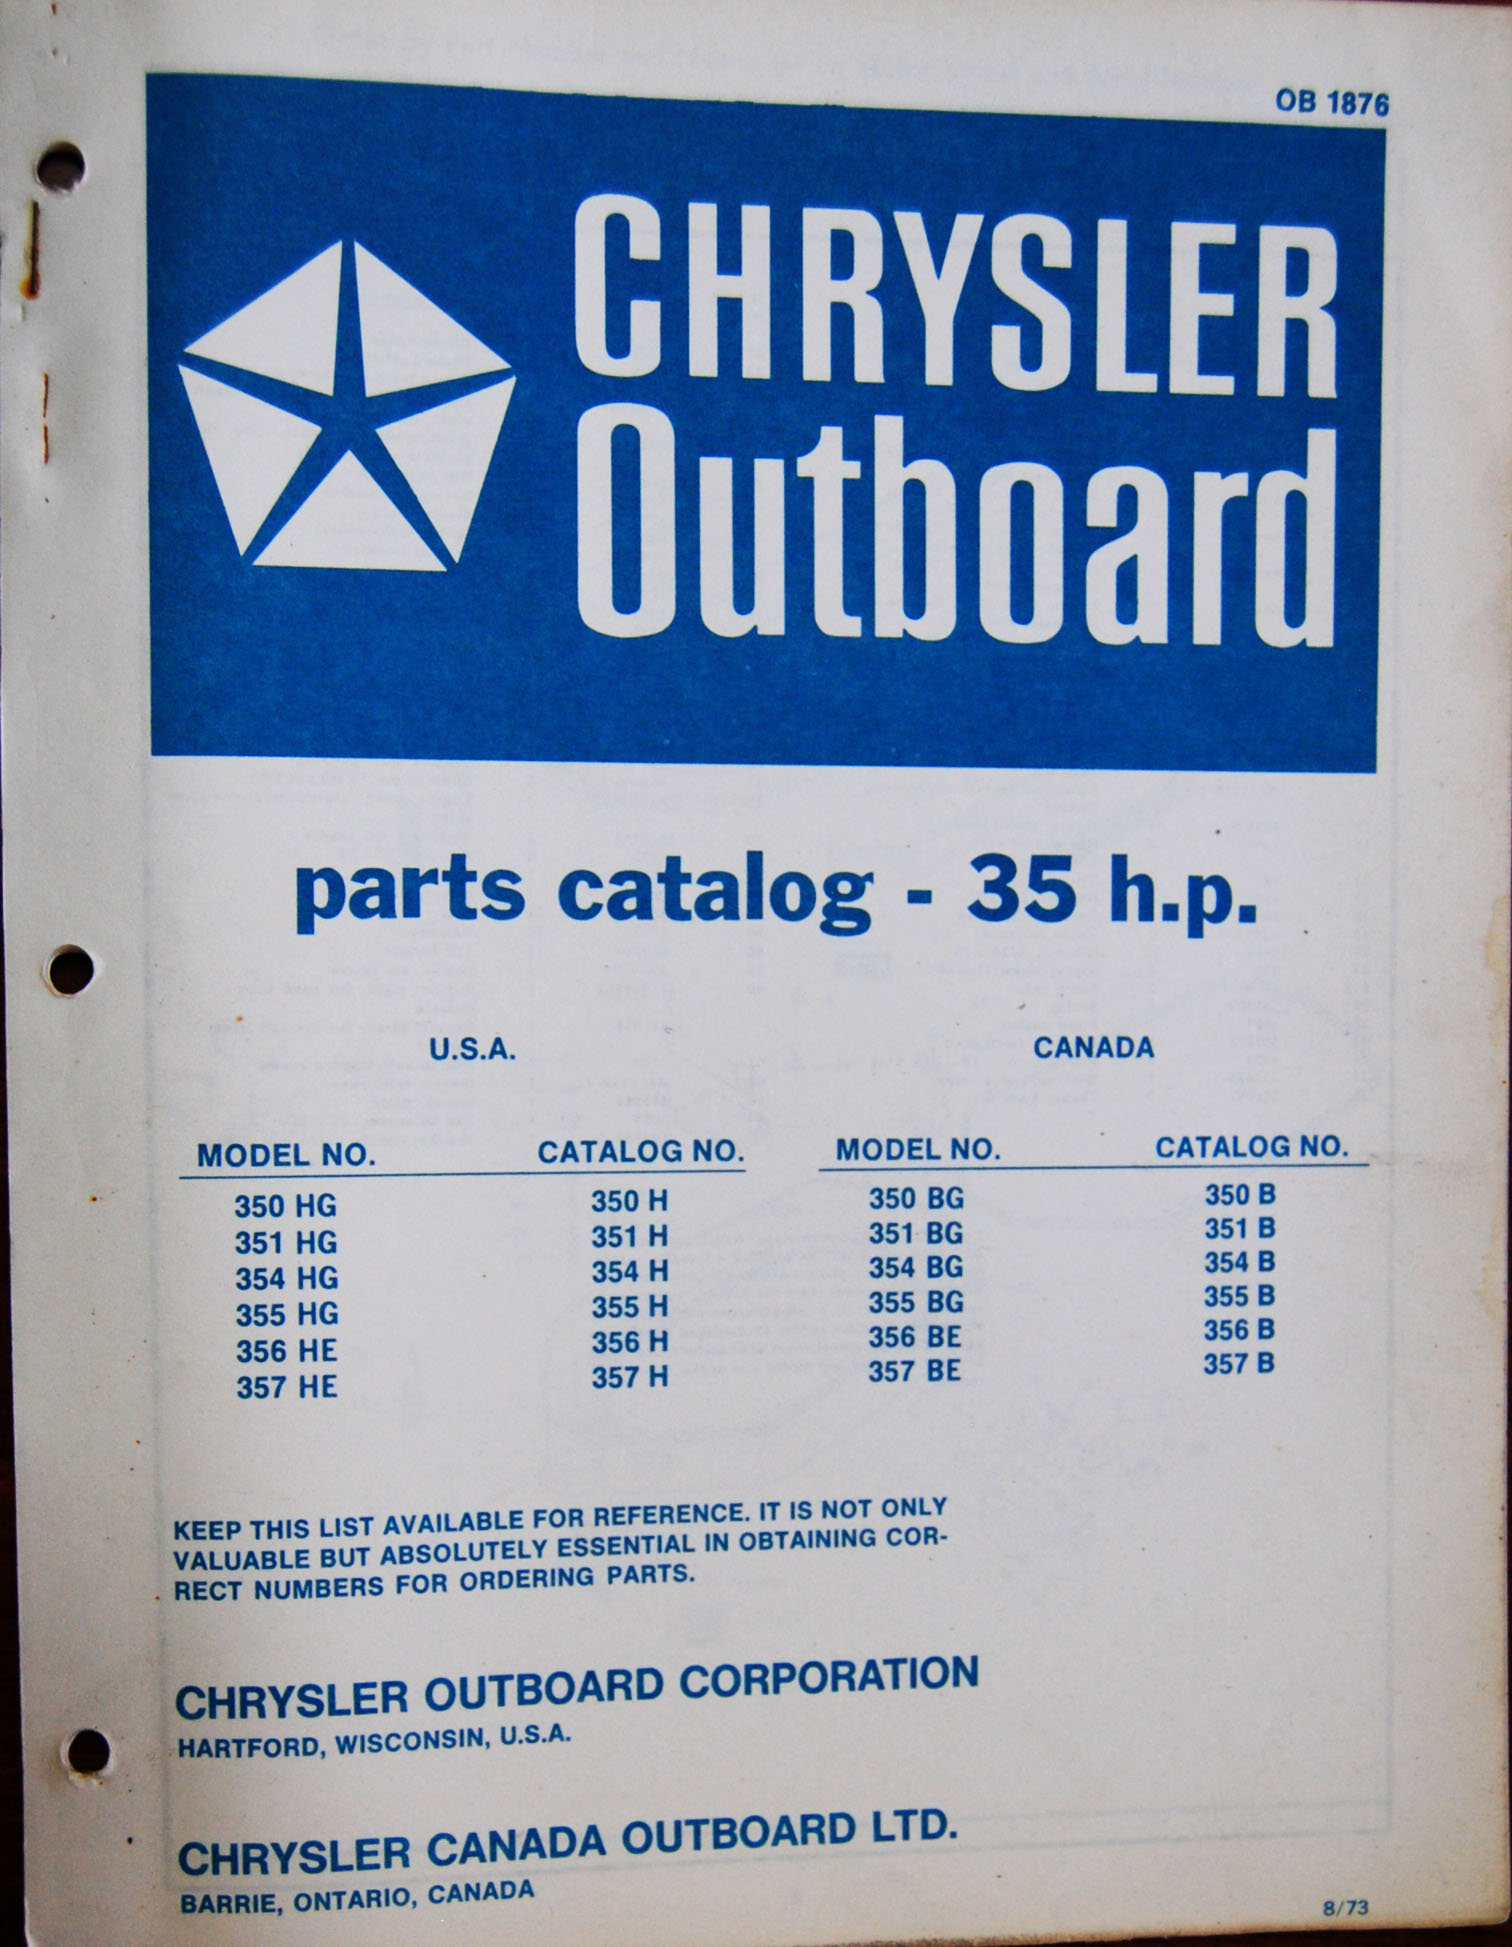 OB 1876
CHRYSLER
Outboard
parts catalog - 35 h.p.
U.S.A. CANADA
MODEL NO. CATALOG NO. MODEL NO. CATALOG NO.
350 HG 350 H 350 BG 350 B
351 HG 351 H 351 BG 351 B
354 HG 354 H 354 BG 354 B
355 HG 355 H 355 BG 355 B
356 HE 356 H 356 BE 356 B
357 HE 357 H 357 BE 357 B
KEEP THIS LIST AVAILABLE FOR REFERENCE. IT IS NOT ONLY
VALUABLE BUT ABSOLUTELY ESSENTIAL IN OBTAINING COR-
RECT NUMBERS FOR ORDERING PARTS.
CHRYSLER OUTBOARD CORPORATION
HARTFORD, WISCONSIN, U.S.A.
CHRYSLER CANADA OUTBOARD LTD.
BARRIE, ONTARIO, CANADA
8/73